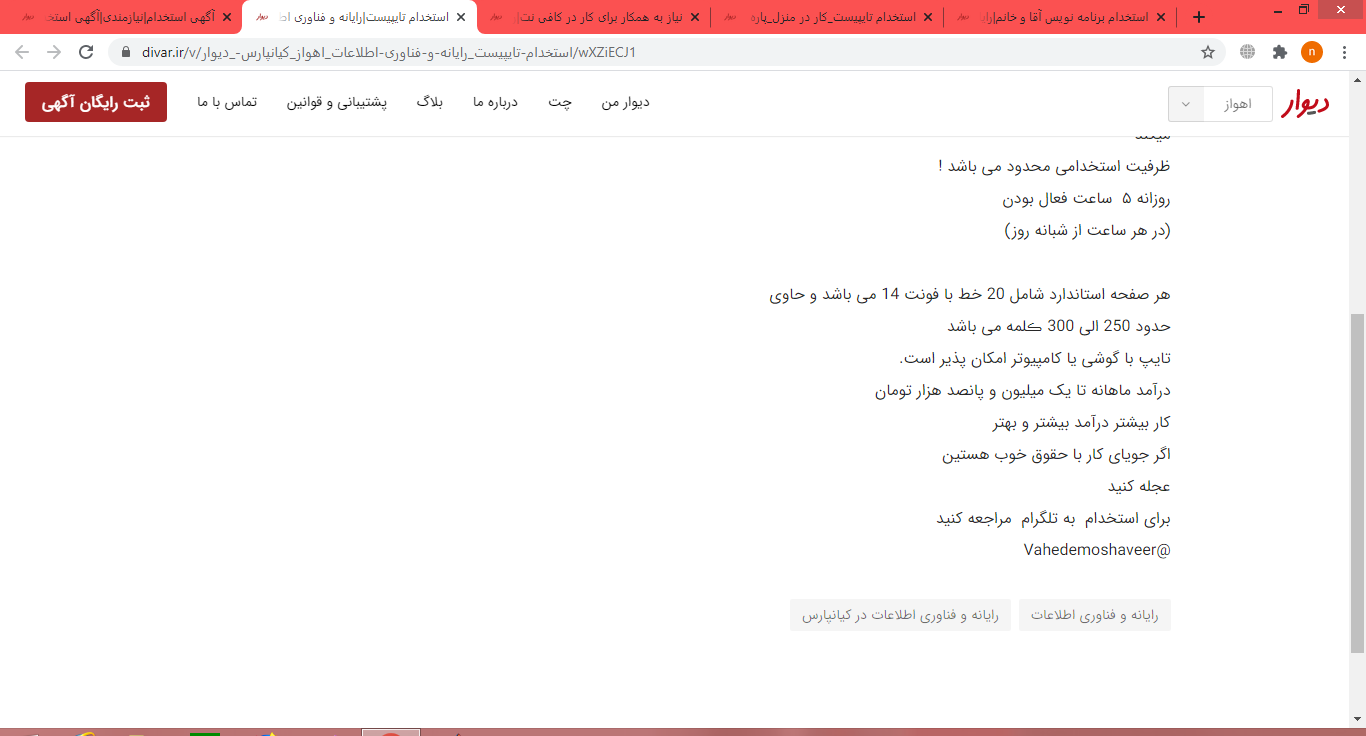 استخدام برنامه نویس آقا و خانم|رای
استخدام تایپیست_کار در منزل_پاره
نیاز به همکار برای کار در کافی نت|
استخدام تایپیست|رایانه و فناوری اط
آگهی استخدام|نیازمندی|آگهی استخ
divar.ir/v/استخدام-تایپیست_رایانه-و-فناوری-اطلاعات_اهواز_کیانپارس-_دیوار/wXZiECJ1
n
دیوار
اهواز
دیوار من
چت
درباره ما
بلاگ
پشتیبانی و قوانین
تماس با ما
ثبت رایگان آگهی
ظرفیت استخدامی محدود می باشد !
روزانه ۵ ساعت فعال بودن
(در هر ساعت از شبانه روز)
هر صفحه استاندارد شامل 20 خط با فونت 14 می باشد و حاوی
حدود 250 الی 300 کلمه می باشد
تایپ با گوشی یا کامپیوتر امکان پذیر است.
درآمد ماهانه تا یک میلیون و پانصد هزار تومان
کار بیشتر درآمد بیشتر و بهتر
اگر جویای کار با حقوق خوب هستین
عجله کنید
برای استخدام به تلگرام مراجعه کنید
@Vahedemoshaveer
رایانه و فناوری اطلاعات
رایانه و فناوری اطلاعات در کیانپارس